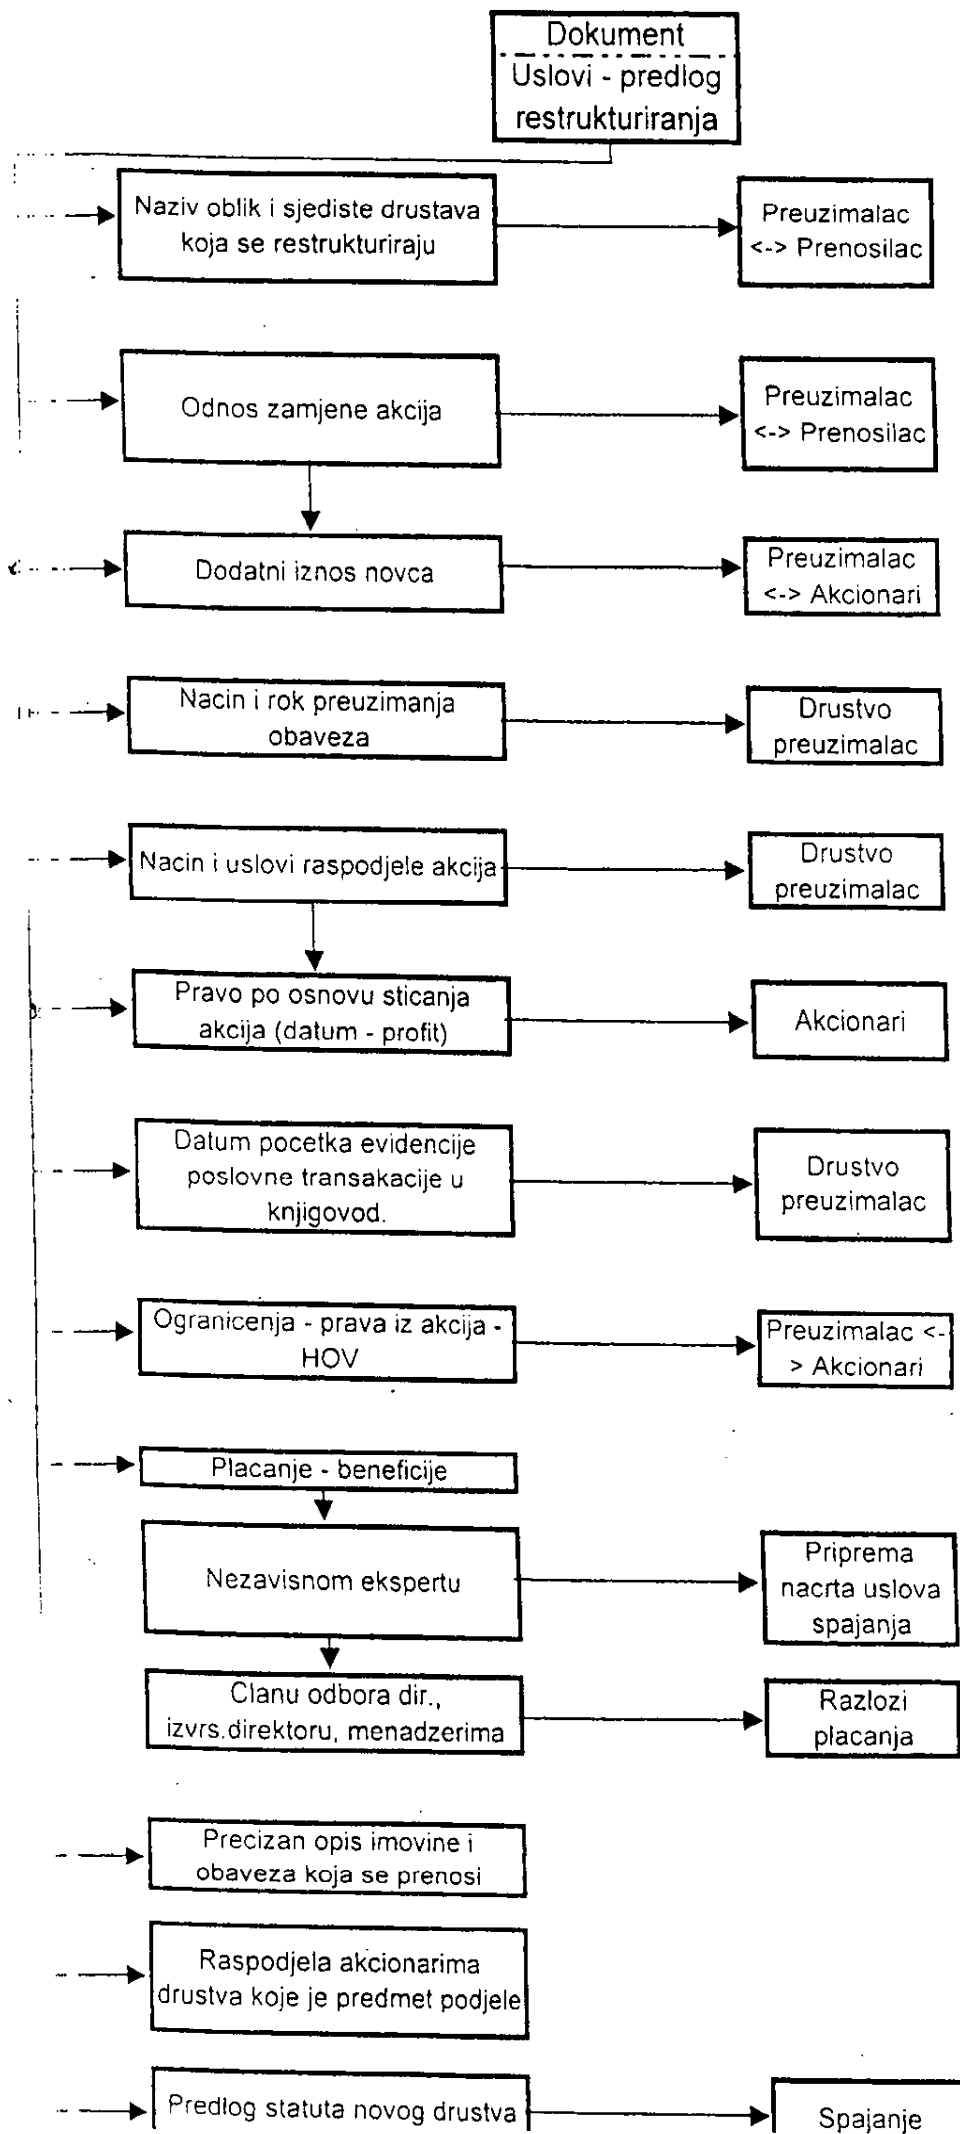 Dokument
Uslovi - predlog
restrukturiranja
Naziv oblik i sjediste drustava
koja se restrukturiraju
Preuzimalac
<-> Prenosilac
Odnos zamjene akcija
Preuzimalac
<-> Prenosilac
Dodatni iznos novca
Preuzimalac
<-> Akcionari
Nacin i rok preuzimanja
obaveza
Drustvo
preuzimalac
Nacin i uslovi raspodjele akcija
Drustvo
preuzimalac
Pravo po osnovu sticanja
akcija (datum - profit)
Akcionari
Datum pocetka evidencije
poslovne transakacije u
knjigovod.
Drustvo
preuzimalac
Ogranicenja - prava iz akcija -
HOV
Preuzimalac <-
> Akcionari
Placanje - beneficije
Nezavisnom ekspertu
Priprema
nacrta uslova
spajanja
Clanu odbora dir.,
izvrs.direktoru, menadzerima
Razlozi
placanja
Precizan opis imovine i
obaveza koja se prenosi
Raspodjela akcionarima
drustva koje je predmet podjele
Predlog statuta novog drustva
Spajanje